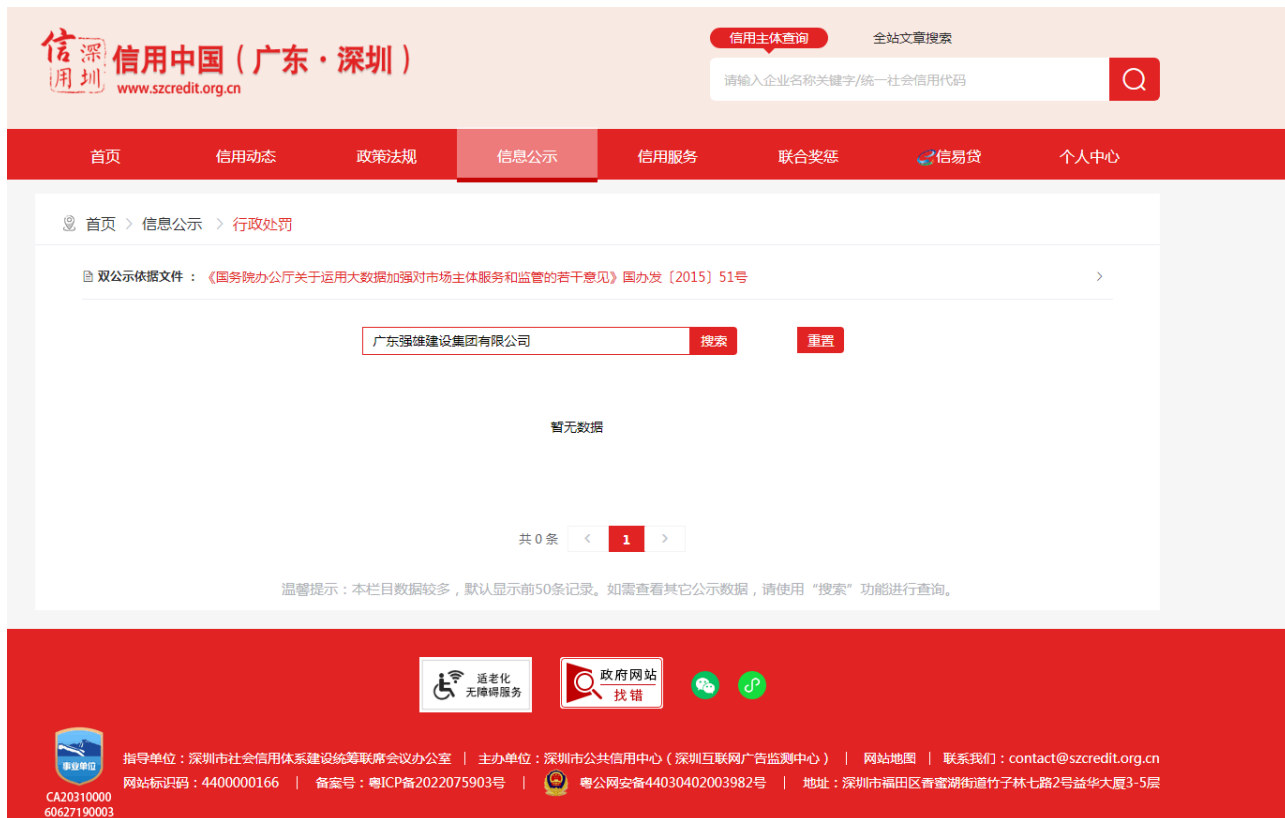 信用
深圳
信用中国（广东·深圳）
www.szcredit.org.cn
信用主体查询 全站文章搜索
请输入企业名称关键字/统一社会信用代码
首页 信用动态 政策法规 信息公示 信用服务 联合奖惩 信易贷 个人中心
首页 > 信息公示 > 行政处罚
双公示依据文件 ： 《国务院办公厅关于运用大数据加强对市场主体服务和监管的若干意见》国办发〔2015〕51号 >
广东强雄建设集团有限公司 搜索 重置
暂无数据
共 0 条 < 1 >
温馨提示：本栏目数据较多，默认显示前50条记录。如需查看其它公示数据，请使用“搜索”功能进行查询。
适老化
无障碍服务
政府网站
找错
事业单位
CA20310000
60627190003
指导单位：深圳市社会信用体系建设统筹联席会议办公室 | 主办单位：深圳市公共信用中心（深圳互联网广告监测中心） | 网站地图 | 联系我们：contact@szcredit.org.cn
网站标识码：4400000166 | 备案号：粤ICP备2022075903号 | 粤公网安备44030402003982号 | 地址：深圳市福田区香蜜湖街道竹子林七路2号益华大厦3-5层